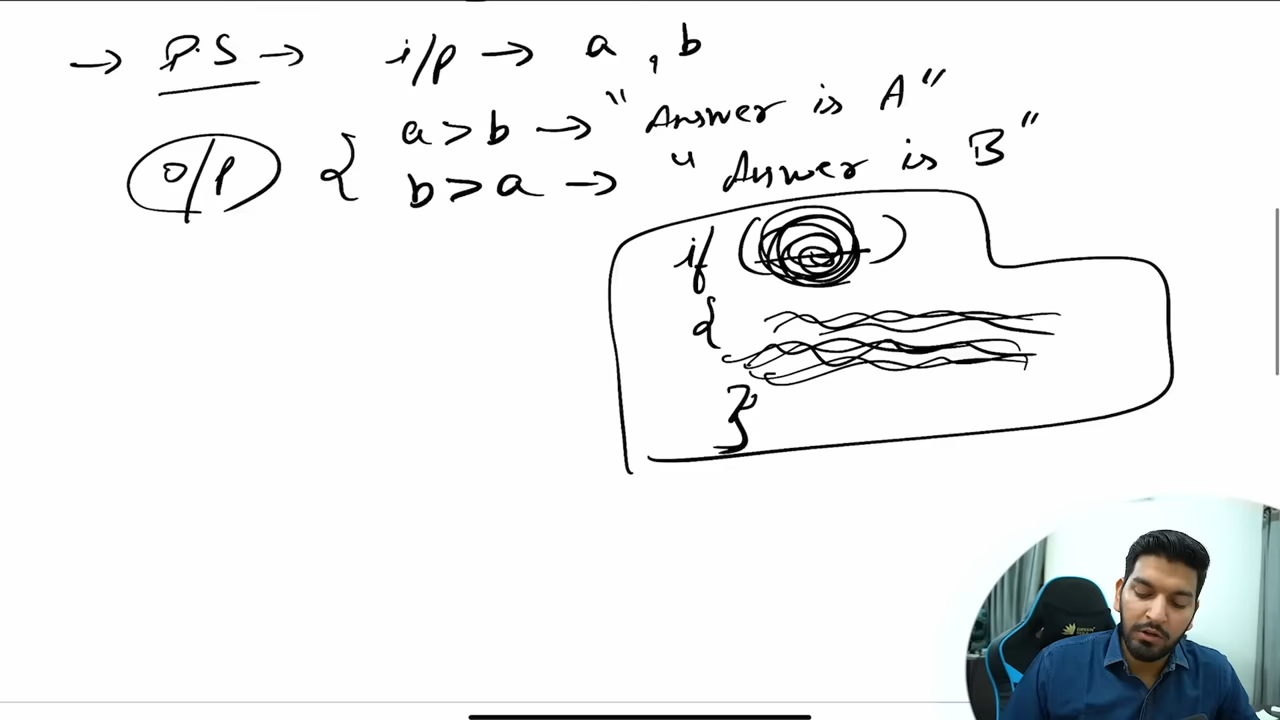 → P.S → i/p → a , b
O/P { a > b → "Answer is A"
b > a → "Answer is B"
if ( )
{
}